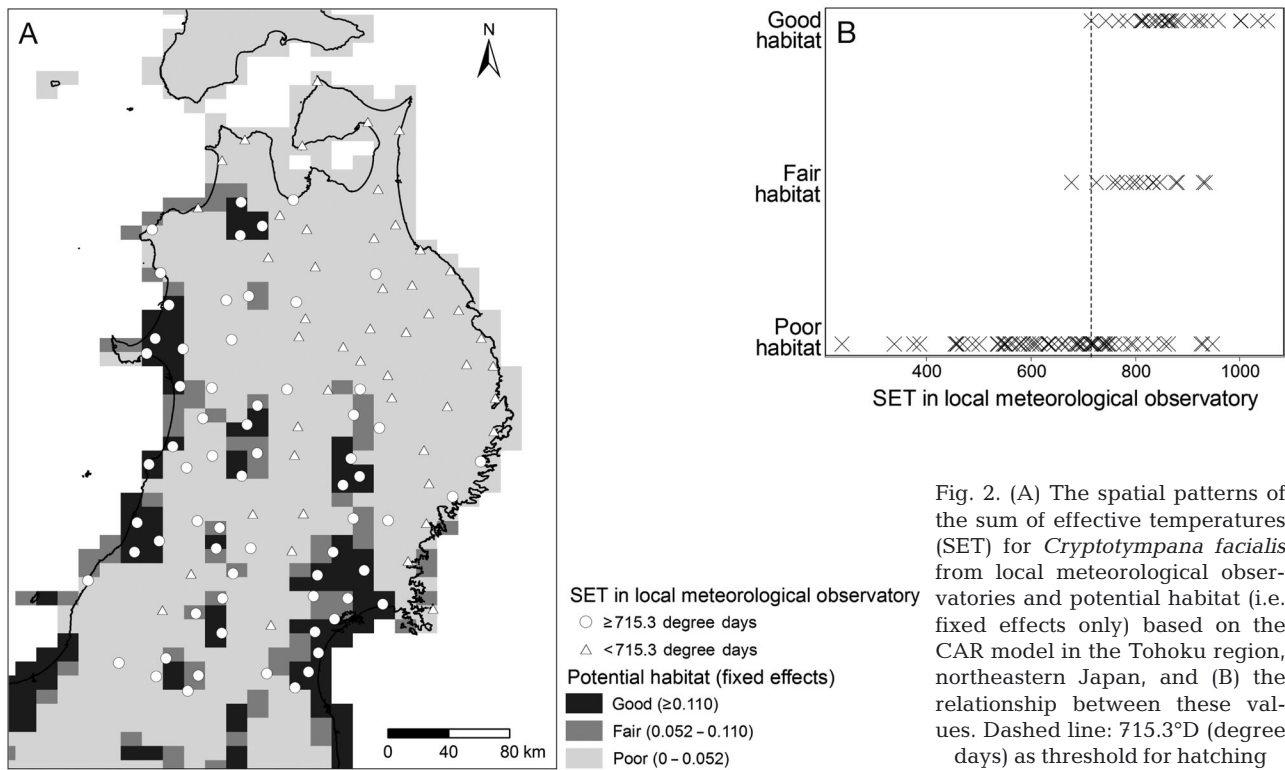 A
N
SET in local meteorological observatory
≥715.3 degree days
<715.3 degree days
Potential habitat (fixed effects)
Good (≥0.110)
Fair (0.052 – 0.110)
Poor (0 – 0.052)
0 40 80 km
B
Good
habitat
Fair
habitat
Poor
habitat
400 600 800 1000
SET in local meteorological observatory
Fig. 2. (A) The spatial patterns of
the sum of effective temperatures
(SET) for Cryptotympana facialis
from local meteorological obser-
vatories and potential habitat (i.e.
fixed effects only) based on the
CAR model in the Tohoku region,
northeastern Japan, and (B) the
relationship between these val-
ues. Dashed line: 715.3°D (degree
days) as threshold for hatching